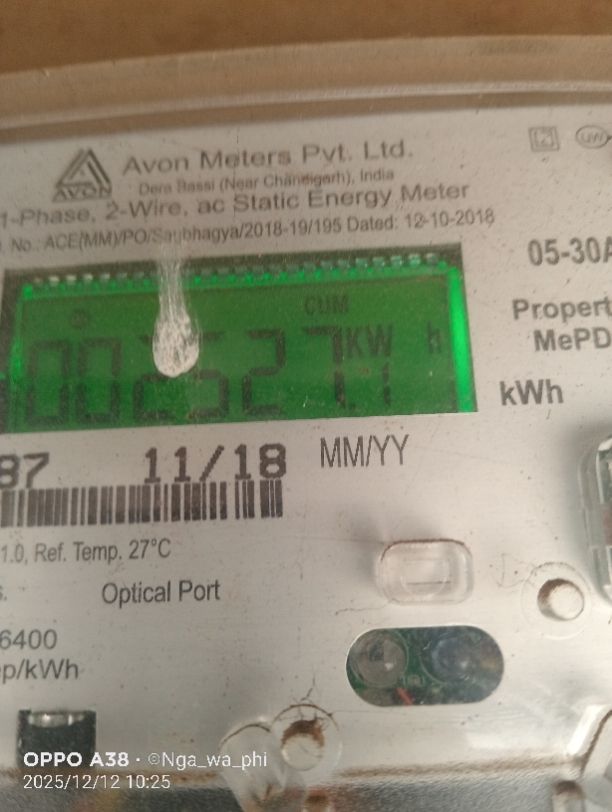 Avon Meters Pvt. Ltd.
AVON
Dera Bassi (Near Chandigarh), India
1-Phase, 2-Wire, ac Static Energy Meter
. No.: ACE(MM)/PO/Saubhagya/2018-19/195 Dated: 12-10-2018
05-30A
CUM
KW h
Propert
MePD
kWh
87 11/18 MM/YY
1.0, Ref. Temp. 27°C
s. Optical Port
6400
p/kWh
OPPO A38 · ©Nga_wa_phi
2025/12/12 10:25